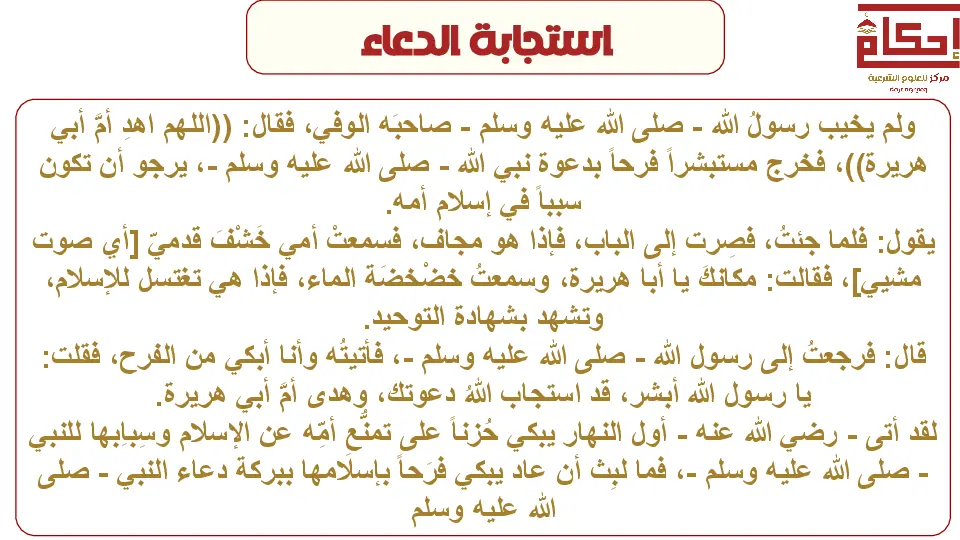 استجابة الدعاء
إحكام
مركز للعلوم الشرعية
ولم يخيب رسولُ الله - صلى الله عليه وسلم - صاحبَه الوفي، فقال: ((اللهم اهدِ أمَّ أبي
هريرة))، فخرج مستبشراً فرحاً بدعوة نبي الله - صلى الله عليه وسلم -، يرجو أن تكون
سبباً في إسلام أمه.
يقول: فلما جئتُ، فصِرت إلى الباب، فإذا هو مجاف، فسمعتْ أمي خَشْفَ قدميّ [أي صوت
مشيي]، فقالت: مكانكَ يا أبا هريرة، وسمعتُ خضْخضَة الماء، فإذا هي تغتسل للإسلام،
وتشهد بشهادة التوحيد.
قال: فرجعتُ إلى رسول الله - صلى الله عليه وسلم -، فأتيتُه وأنا أبكي من الفرح، فقلت:
يا رسول الله أبشر، قد استجاب اللهُ دعوتك، وهدى أمَّ أبي هريرة.
لقد أتى - رضي الله عنه - أول النهار يبكي حُزناً على تمنُّعِ أمِّه عن الإسلام وسِبابِها للنبي
- صلى الله عليه وسلم -، فما لبِث أن عاد يبكي فرَحاً بإسلامها ببركة دعاء النبي - صلى
الله عليه وسلم